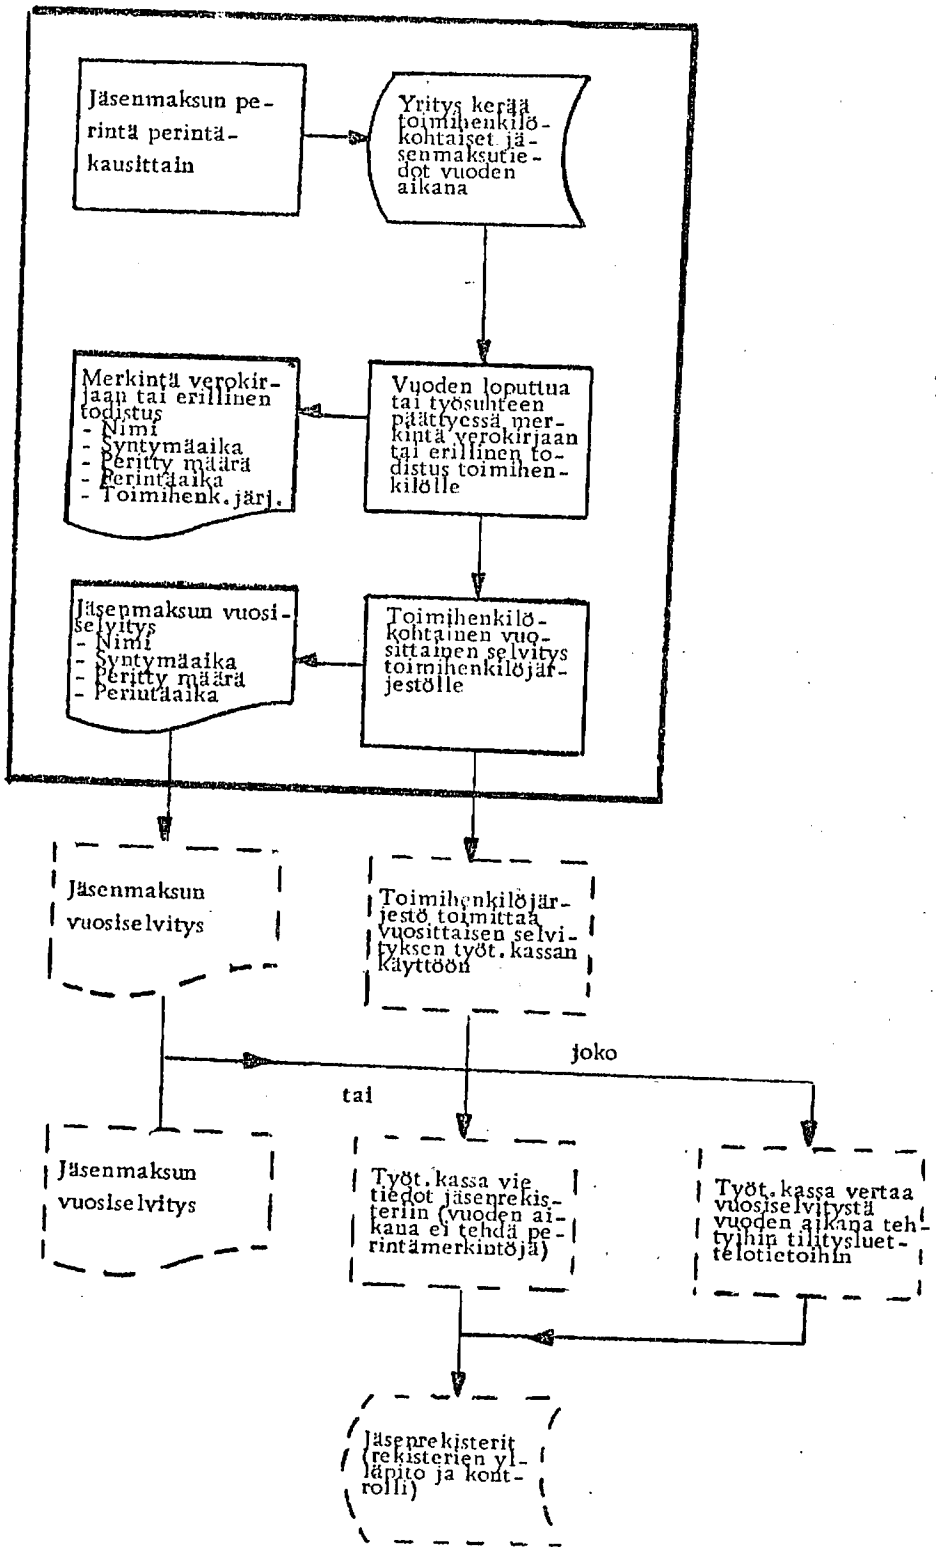 Jäsenmaksun pe-
rintä perintä-
kausittain
Yritys kerää
toimihenkilö-
kohtaiset jä-
senmaksutie-
dot vuoden
aikana
Merkintä verokir-
jaan tai erillinen
todistus
- Nimi
- Syntymäaika
- Peritty määrä
- Perintäaika
- Toimihenk.järj.
Vuoden loputtua
tai työsuhteen
päättyessä mer-
kintä verokirjaan
tai erillinen to-
distus toimihen-
kilölle
Jäsenmaksun vuosi-
selvitys
- Nimi
- Syntymäaika
- Peritty määrä
- Perintäaika
Toimihenkilö-
kohtainen vuo-
sittainen selvitys
toimihenkilöjär-
jestölle
Jäsenmaksun
vuosiselvitys
Toimihenkilöjär-
jestö toimittaa
vuosittaisen selvi-
tyksen työt.kassan
käyttöön
joko
tai
Jäsenmaksun
vuosiselvitys
Työt.kassa vie
tiedot jäsenrekis-
teriin (vuoden ai-
kana ei tehdä pe-
rintämerkintöjä)
Työt.kassa vertaa
vuosiselvitystä
vuoden aikana teh-
tyihin tilitysluet-
telotietoihin
Jäsenrekisterit
(rekisterien yl-
läpito ja kont-
rolli)